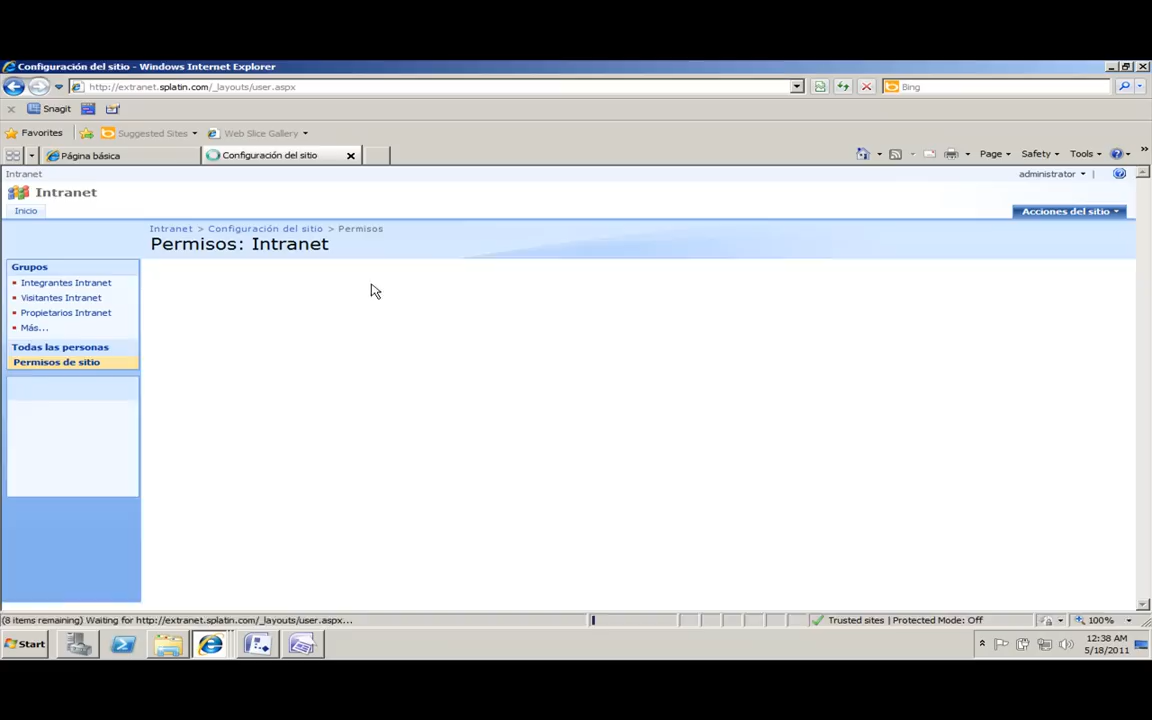 Configuración del sitio - Windows Internet Explorer
http://extranet.splatin.com/_layouts/user.aspx
Bing
Snagit
Favorites
Suggested Sites
Web Slice Gallery
Página básica
Configuración del sitio
Page
Safety
Tools
Intranet
administrator
Intranet
Inicio
Acciones del sitio
Intranet > Configuración del sitio > Permisos
Permisos: Intranet
Grupos
Integrantes Intranet
Visitantes Intranet
Propietarios Intranet
Más...
Todas las personas
Permisos de sitio
(8 items remaining) Waiting for http://extranet.splatin.com/_layouts/user.aspx...
Trusted sites | Protected Mode: Off
100%
Start
12:38 AM
5/18/2011